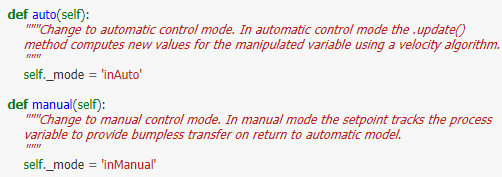 def auto(self):
"""Change to automatic control mode. In automatic control mode the .update()
method computes new values for the manipulated variable using a velocity algorithm.
"""
self._mode = 'inAuto'
def manual(self):
"""Change to manual control mode. In manual mode the setpoint tracks the process
variable to provide bumpless transfer on return to automatic model.
"""
self._mode = 'inManual'